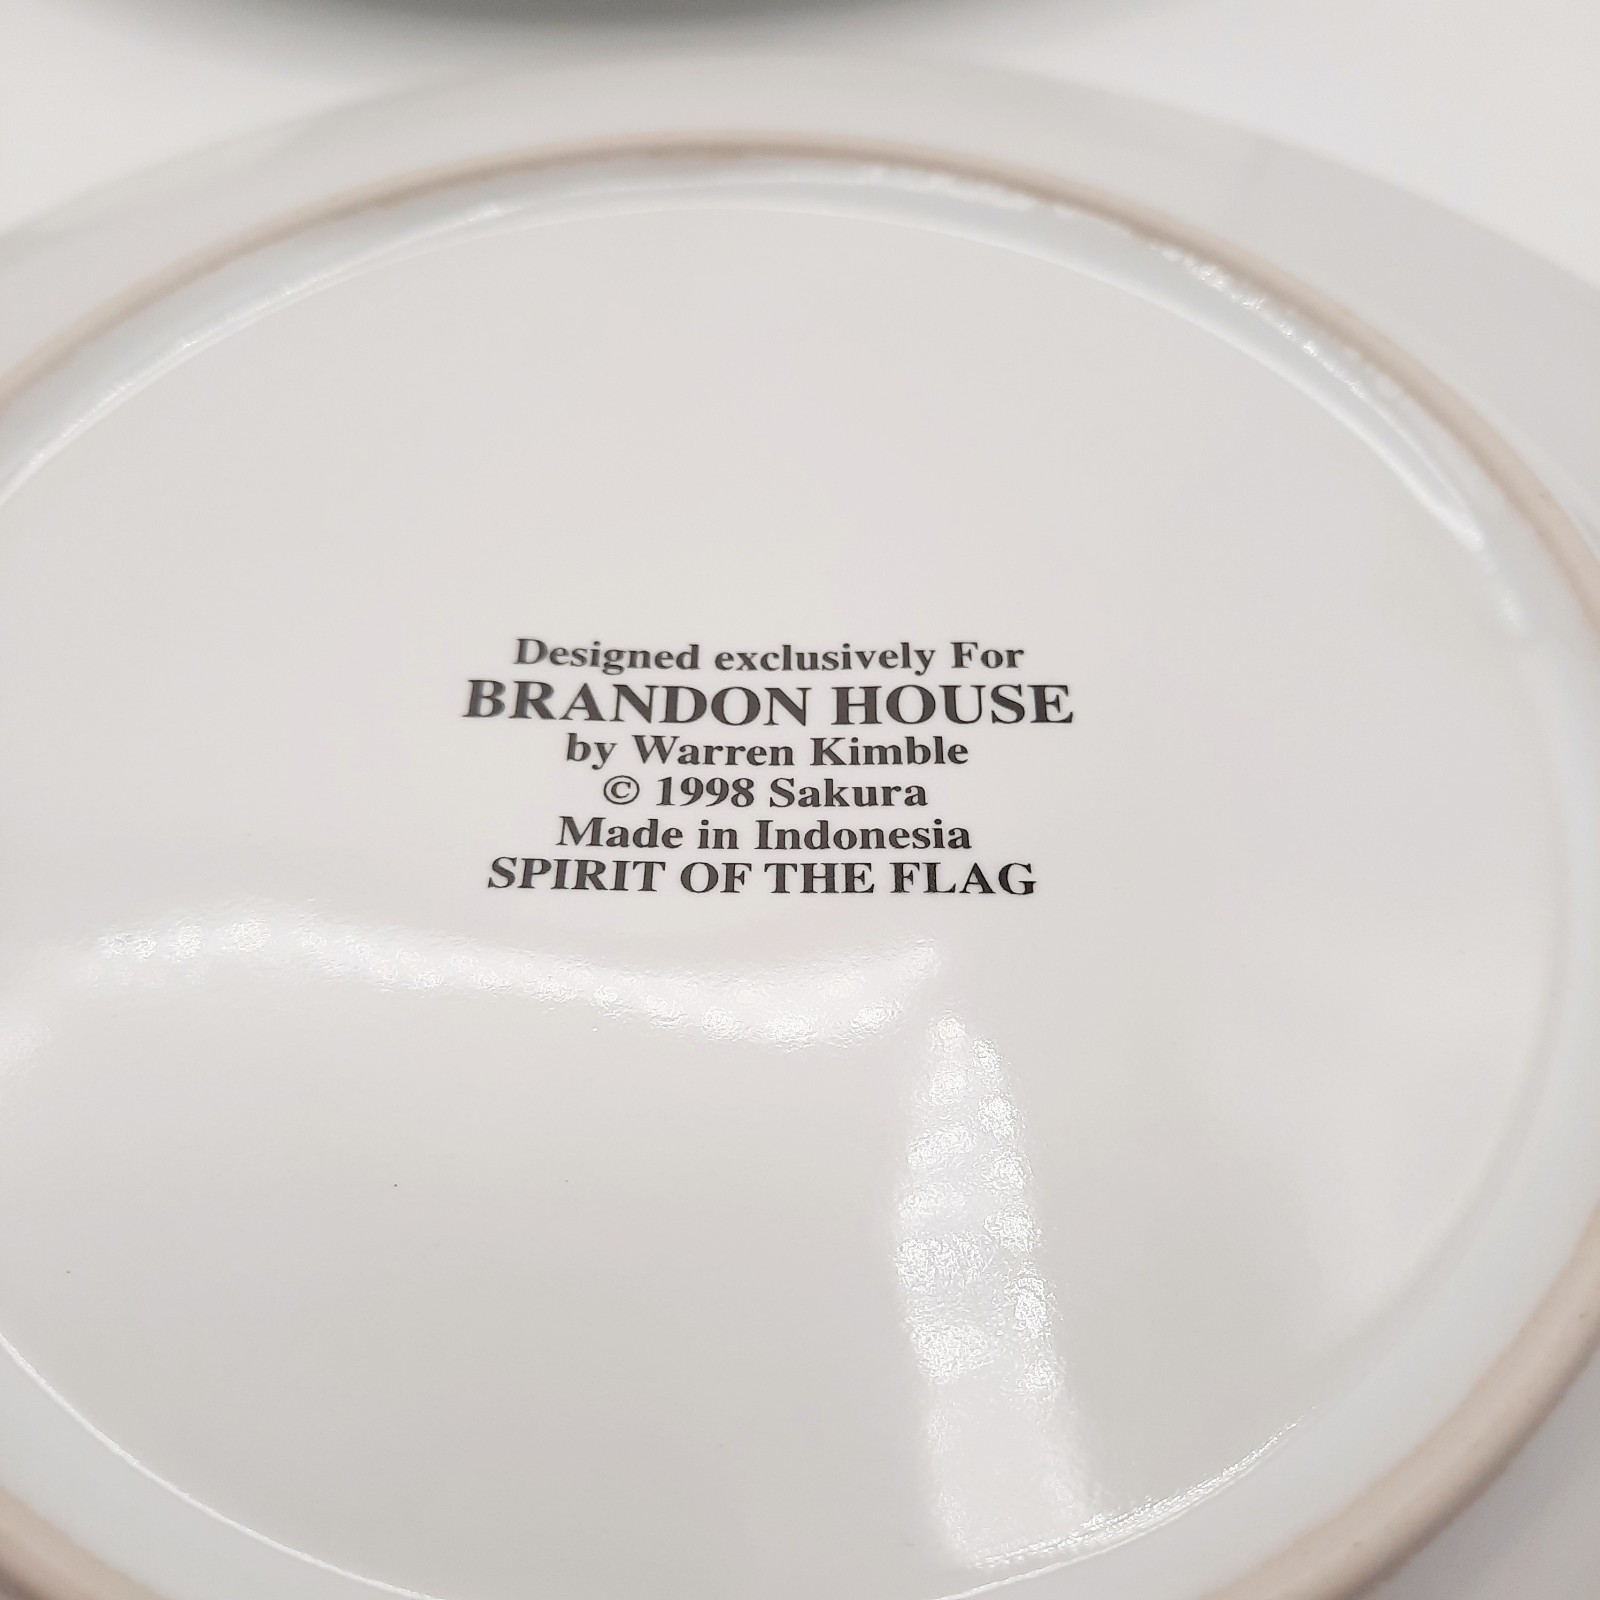 Designed exclusively For
BRANDON HOUSE
by Warren Kimble
© 1998 Sakura
Made in Indonesia
SPIRIT OF THE FLAG